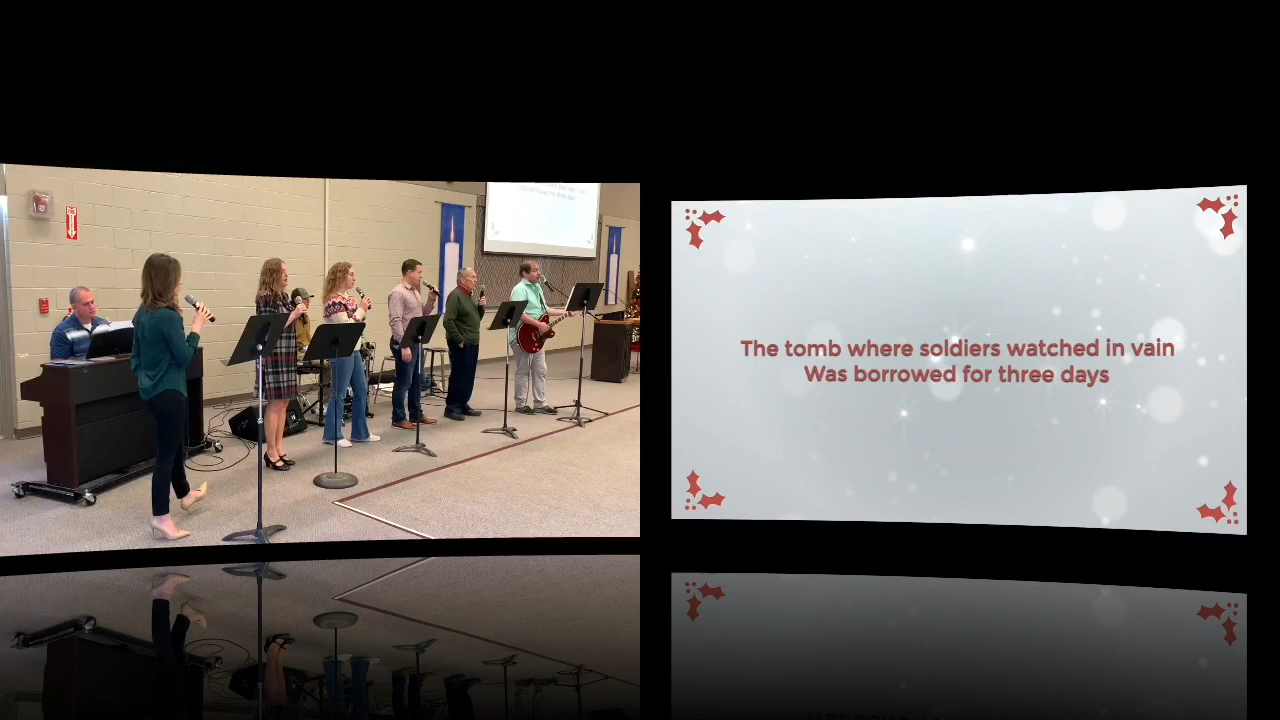 The tomb where soldiers watched in vain
Was borrowed for three days